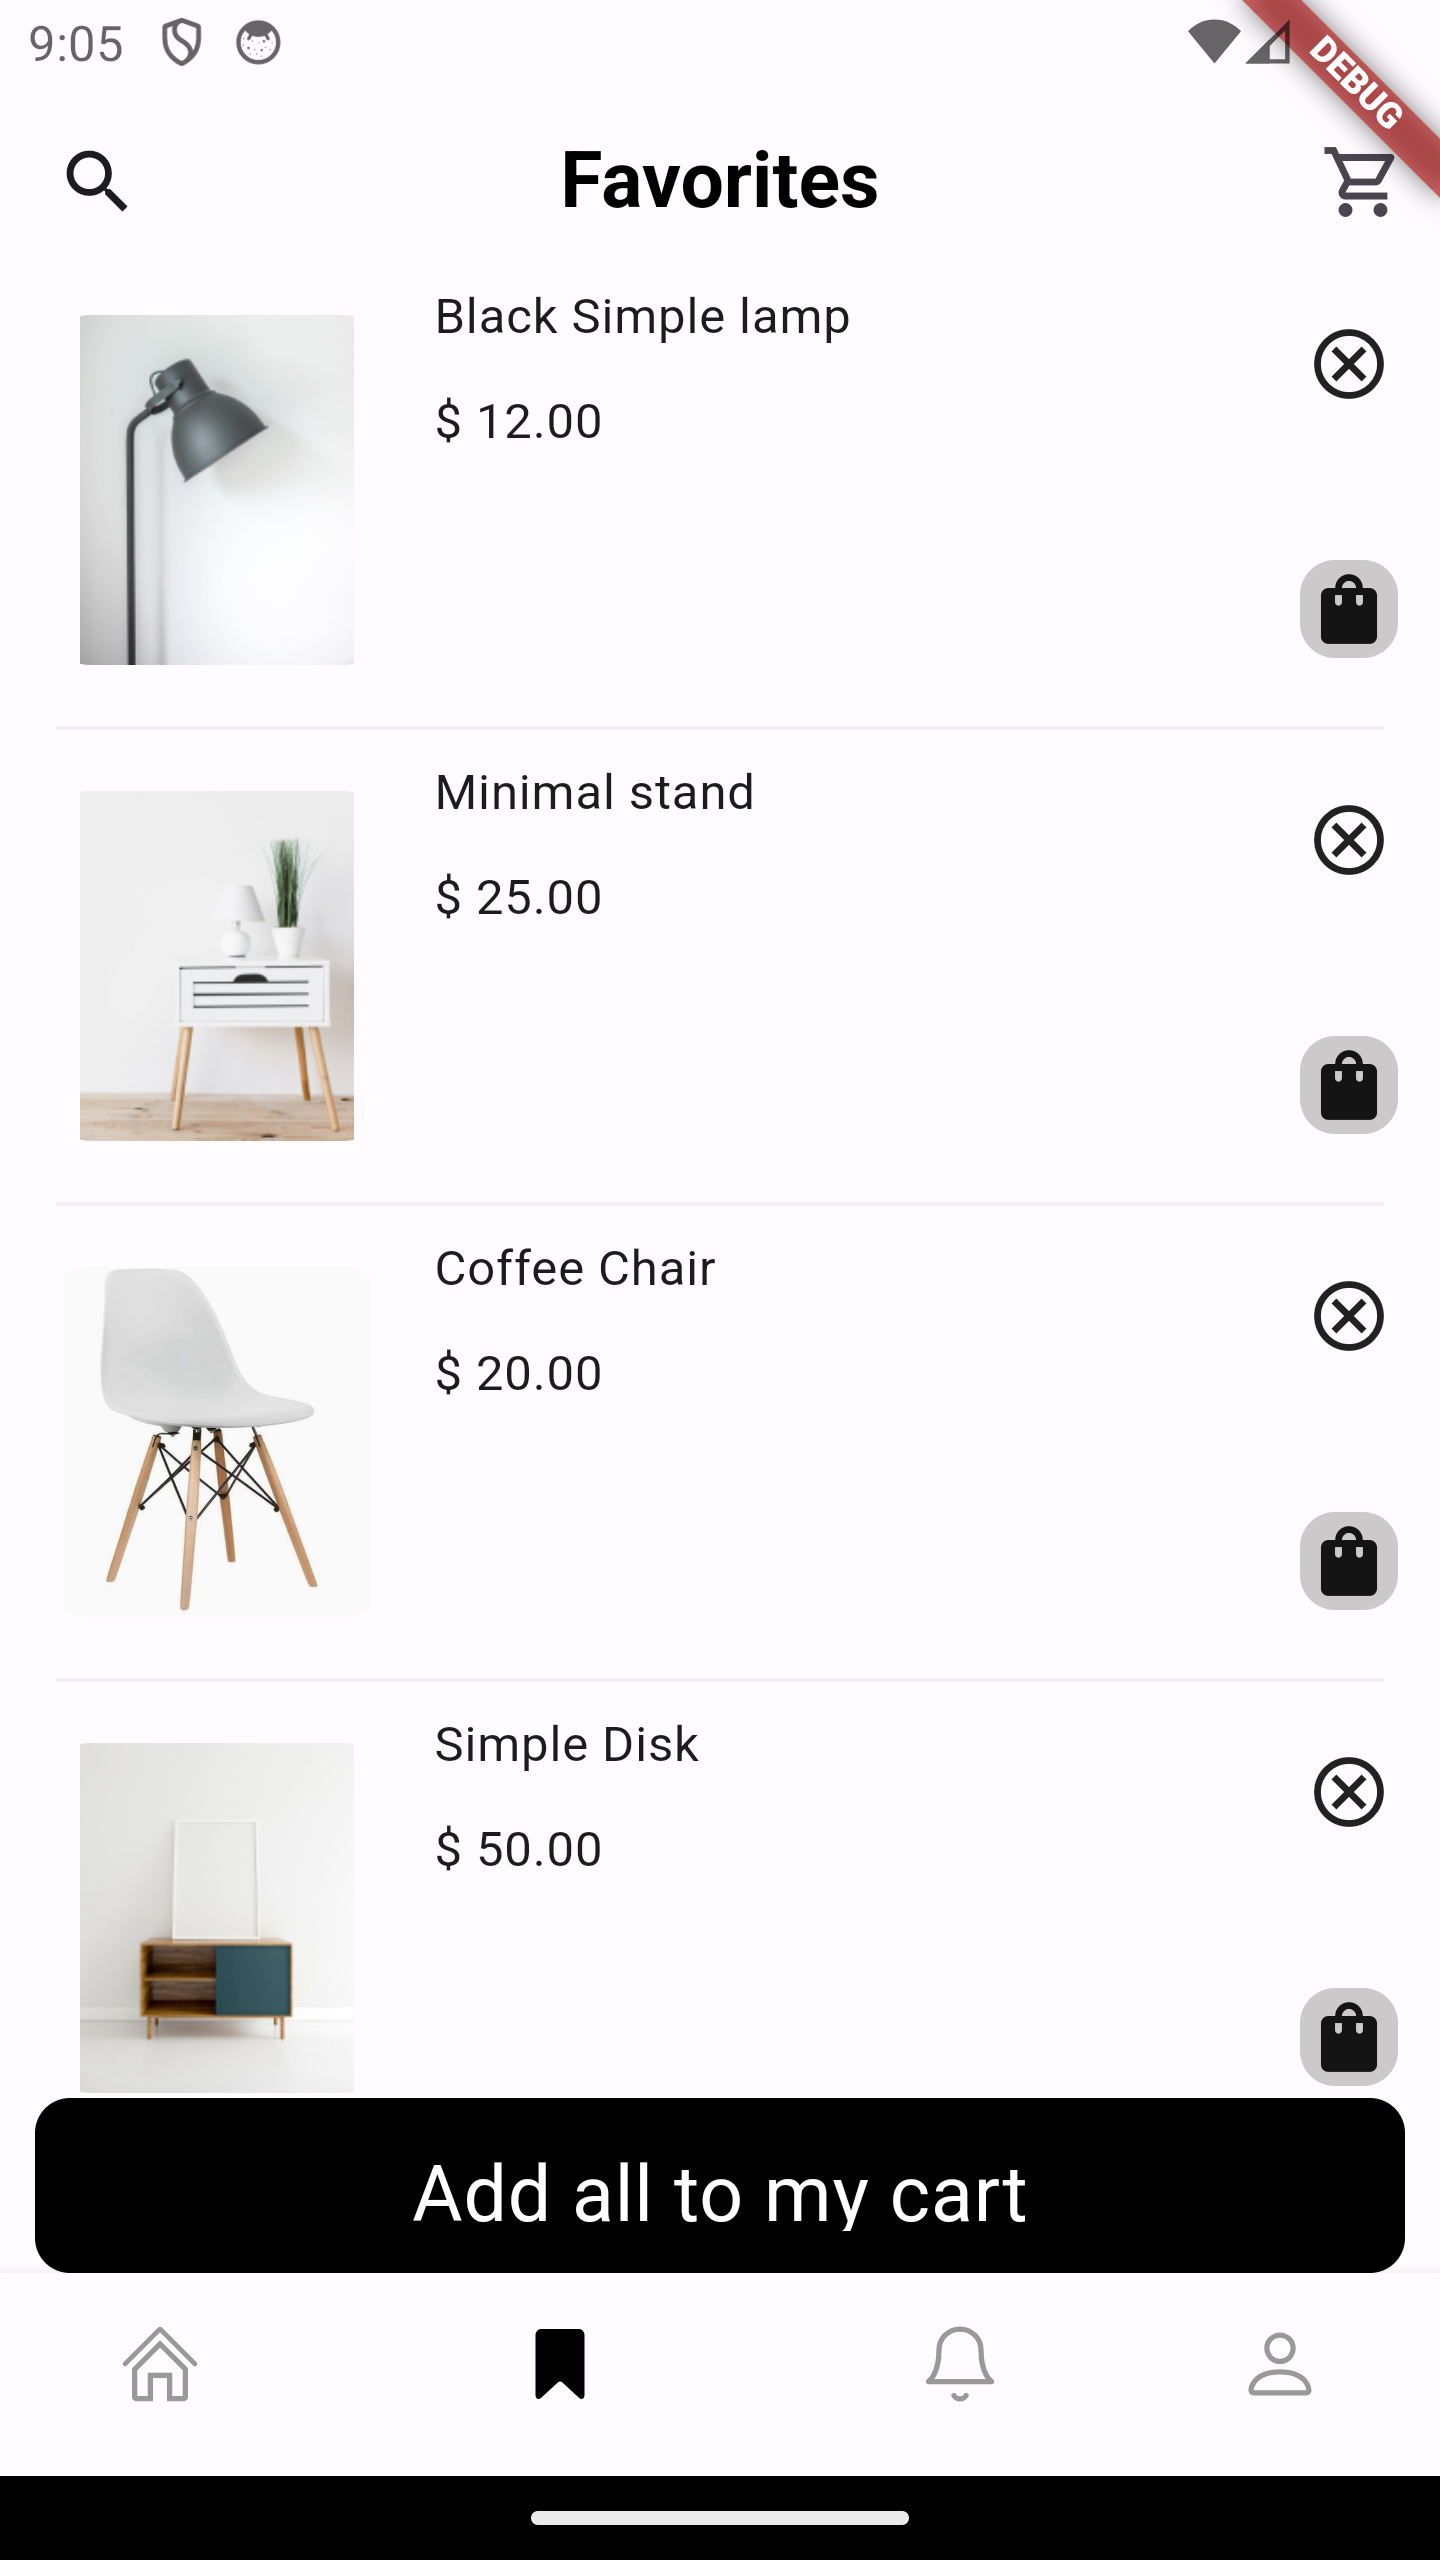 9:05
DEBUG
Favorites
Black Simple lamp
$ 12.00
Minimal stand
$ 25.00
Coffee Chair
$ 20.00
Simple Disk
$ 50.00
Add all to my cart